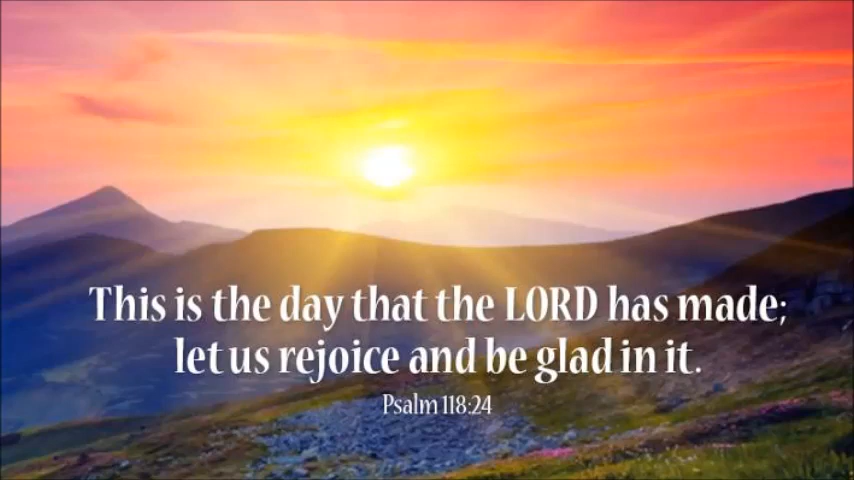 This is the day that the LORD has made;
let us rejoice and be glad in it.
Psalm 118:24